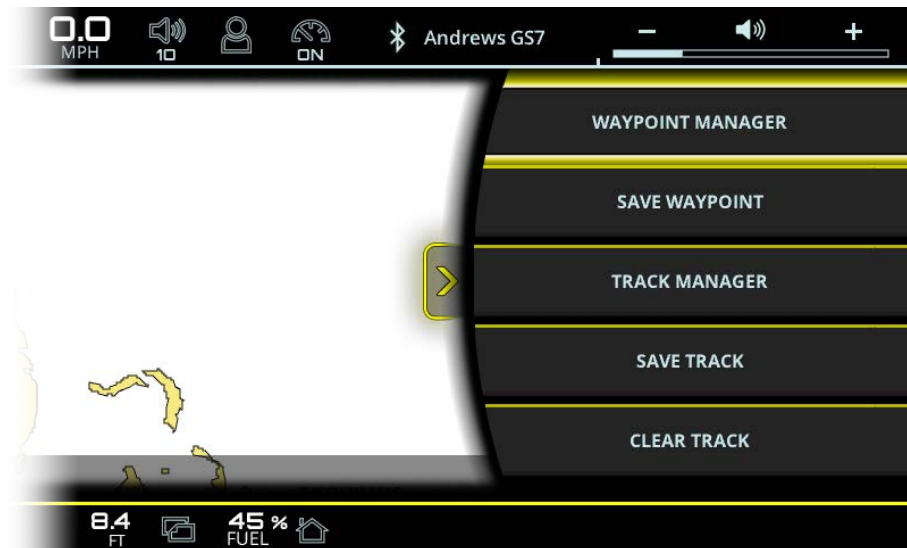 0.0
MPH
10
ON
Andrews GS7
WAYPOINT MANAGER
SAVE WAYPOINT
TRACK MANAGER
SAVE TRACK
CLEAR TRACK
8.4
FT
45 %
FUEL